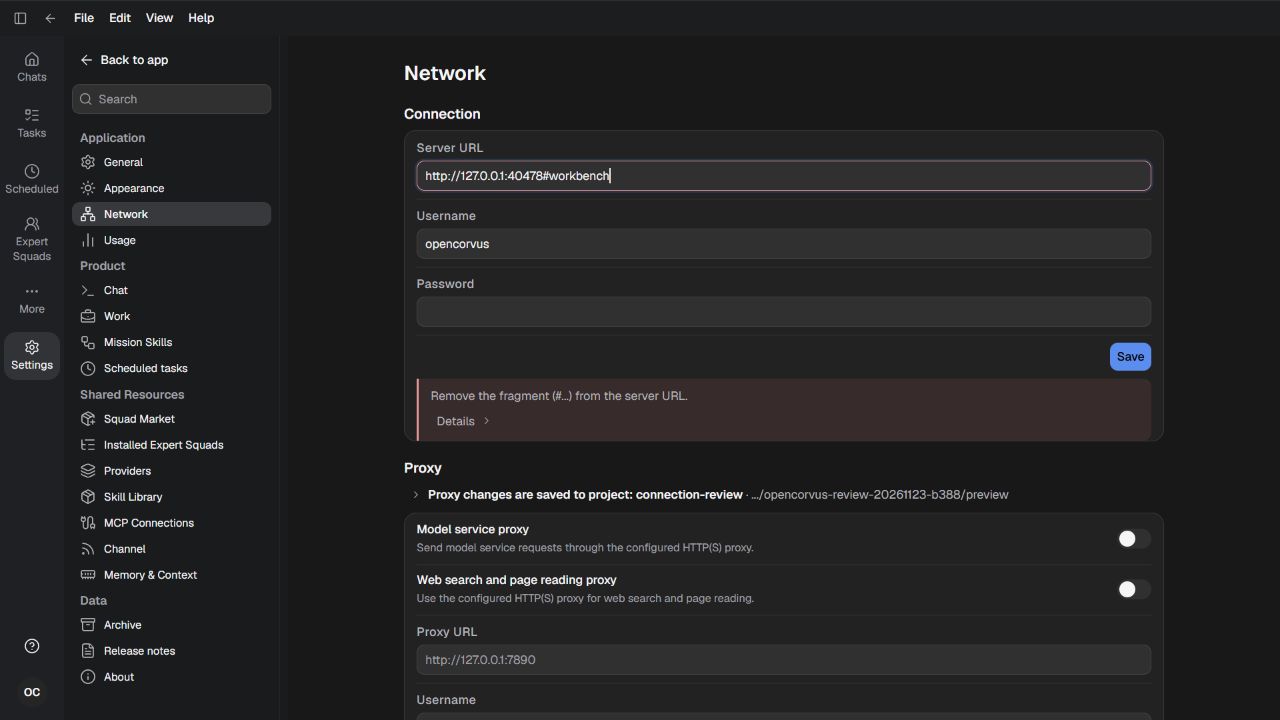 File Edit View Help
Chats
Tasks
Scheduled
Expert
Squads
More
Settings
OC
Back to app
Search
Application
General
Appearance
Network
Usage
Product
Chat
Work
Mission Skills
Scheduled tasks
Shared Resources
Squad Market
Installed Expert Squads
Providers
Skill Library
MCP Connections
Channel
Memory & Context
Data
Archive
Release notes
About
Network
Connection
Server URL
http://127.0.0.1:40478#workbench
Username
opencorvus
Password
Save
Remove the fragment (#...) from the server URL.
Details
Proxy
Proxy changes are saved to project: connection-review · .../opencorvus-review-20261123-b388/preview
Model service proxy
Send model service requests through the configured HTTP(S) proxy.
Web search and page reading proxy
Use the configured HTTP(S) proxy for web search and page reading.
Proxy URL
http://127.0.0.1:7890
Username